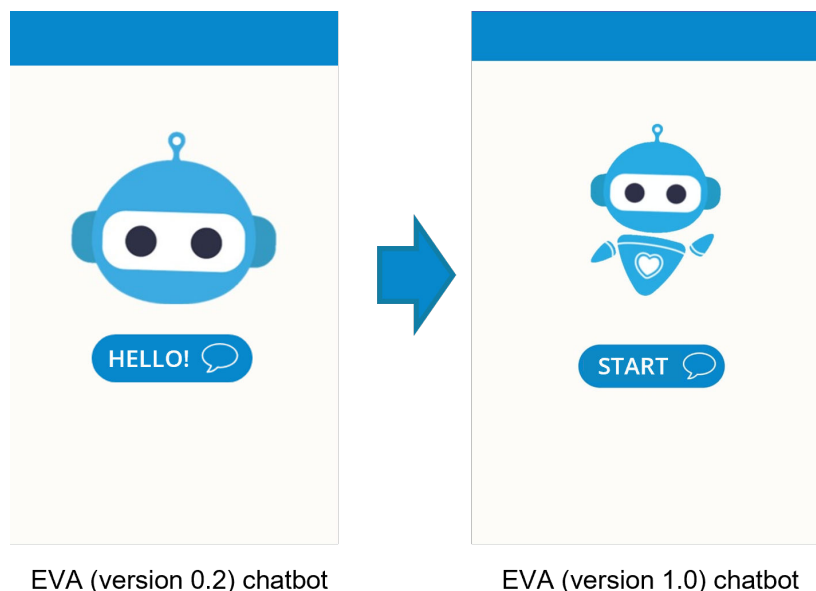 HELLO!
START
EVA (version 0.2) chatbot
EVA (version 1.0) chatbot